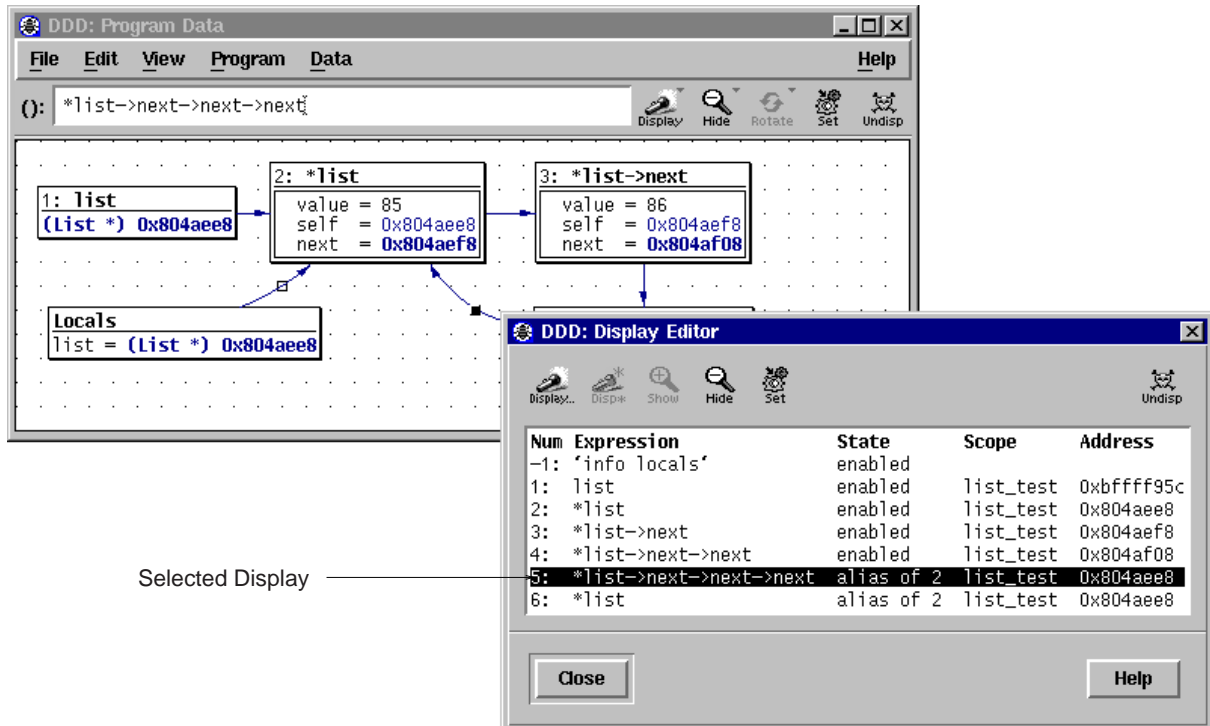 DDD: Program Data
File Edit View Program Data Help
(): *list->next->next->next
Display Hide Rotate Set Undisp
1: list
(List *) 0x804aee8
2: *list
value = 85
self = 0x804aee8
next = 0x804aef8
3: *list->next
value = 86
self = 0x804aef8
next = 0x804af08
Locals
list = (List *) 0x804aee8
DDD: Display Editor
Display... Disp* Show Hide Set Undisp
Num Expression State Scope Address
-1: ‘info locals‘ enabled
1: list enabled list_test 0xbffff95c
2: *list enabled list_test 0x804aee8
3: *list->next enabled list_test 0x804aef8
4: *list->next->next enabled list_test 0x804af08
5: *list->next->next->next alias of 2 list_test 0x804aee8
6: *list alias of 2 list_test 0x804aee8
Selected Display
Close Help